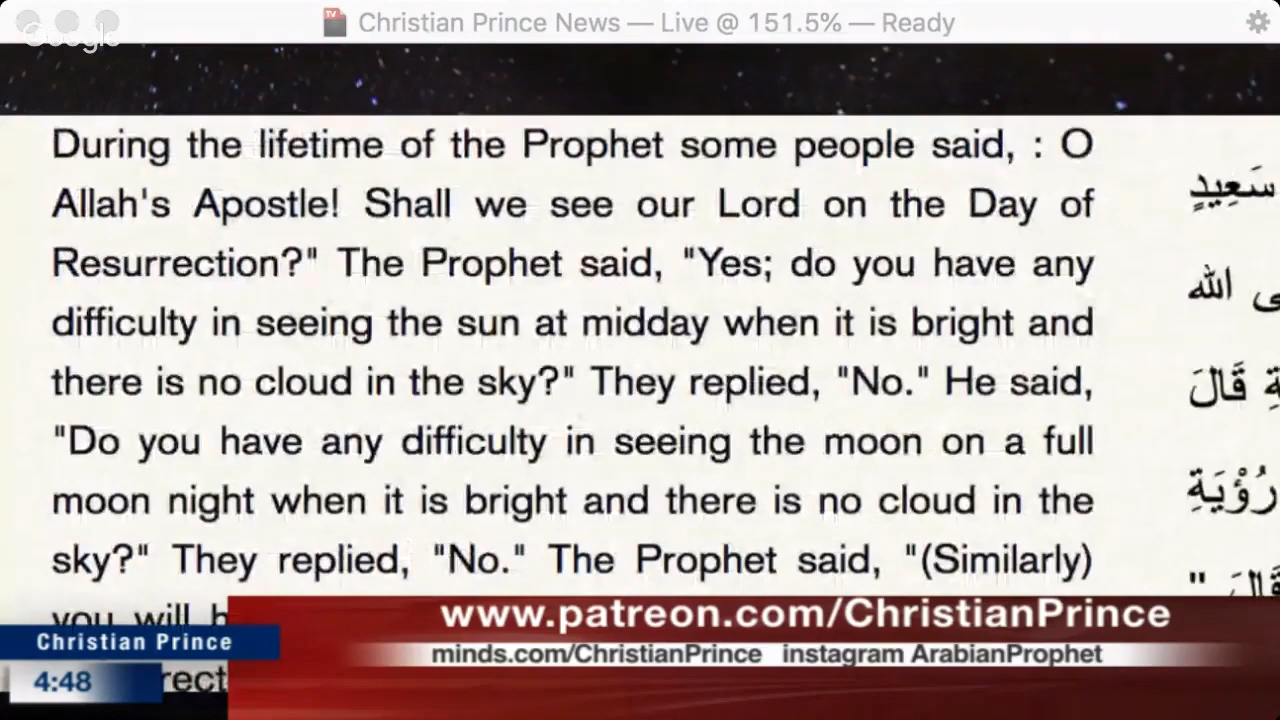 Christian Prince News — Live @ 151.5% — Ready
Google
During the lifetime of the Prophet some people said, : O
Allah's Apostle! Shall we see our Lord on the Day of
Resurrection?" The Prophet said, "Yes; do you have any
difficulty in seeing the sun at midday when it is bright and
there is no cloud in the sky?" They replied, "No." He said,
"Do you have any difficulty in seeing the moon on a full
moon night when it is bright and there is no cloud in the
sky?" They replied, "No." The Prophet said, "(Similarly)
you will
سَعِيدٍ
ى الله
قَالَ
رُؤْيَةِ
www.patreon.com/ChristianPrince
minds.com/ChristianPrince instagram ArabianProphet
Christian Prince
4:48